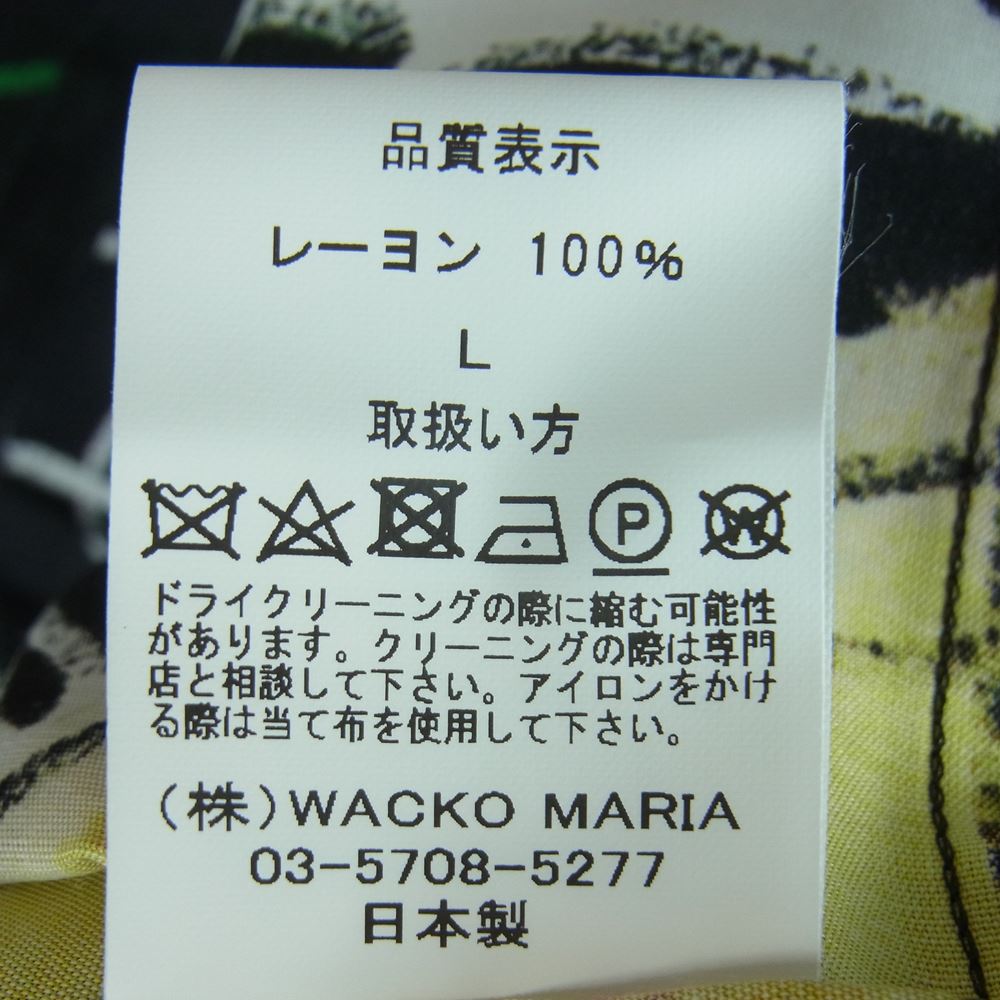 品質表示
レーヨン 100%
L
取扱い方
P W
ドライクリーニングの際に縮む可能性
があります。クリーニングの際は専門
店と相談して下さい。アイロンをかけ
る際は当て布を使用して下さい。
(株)WACKO MARIA
03-5708-5277
日本製